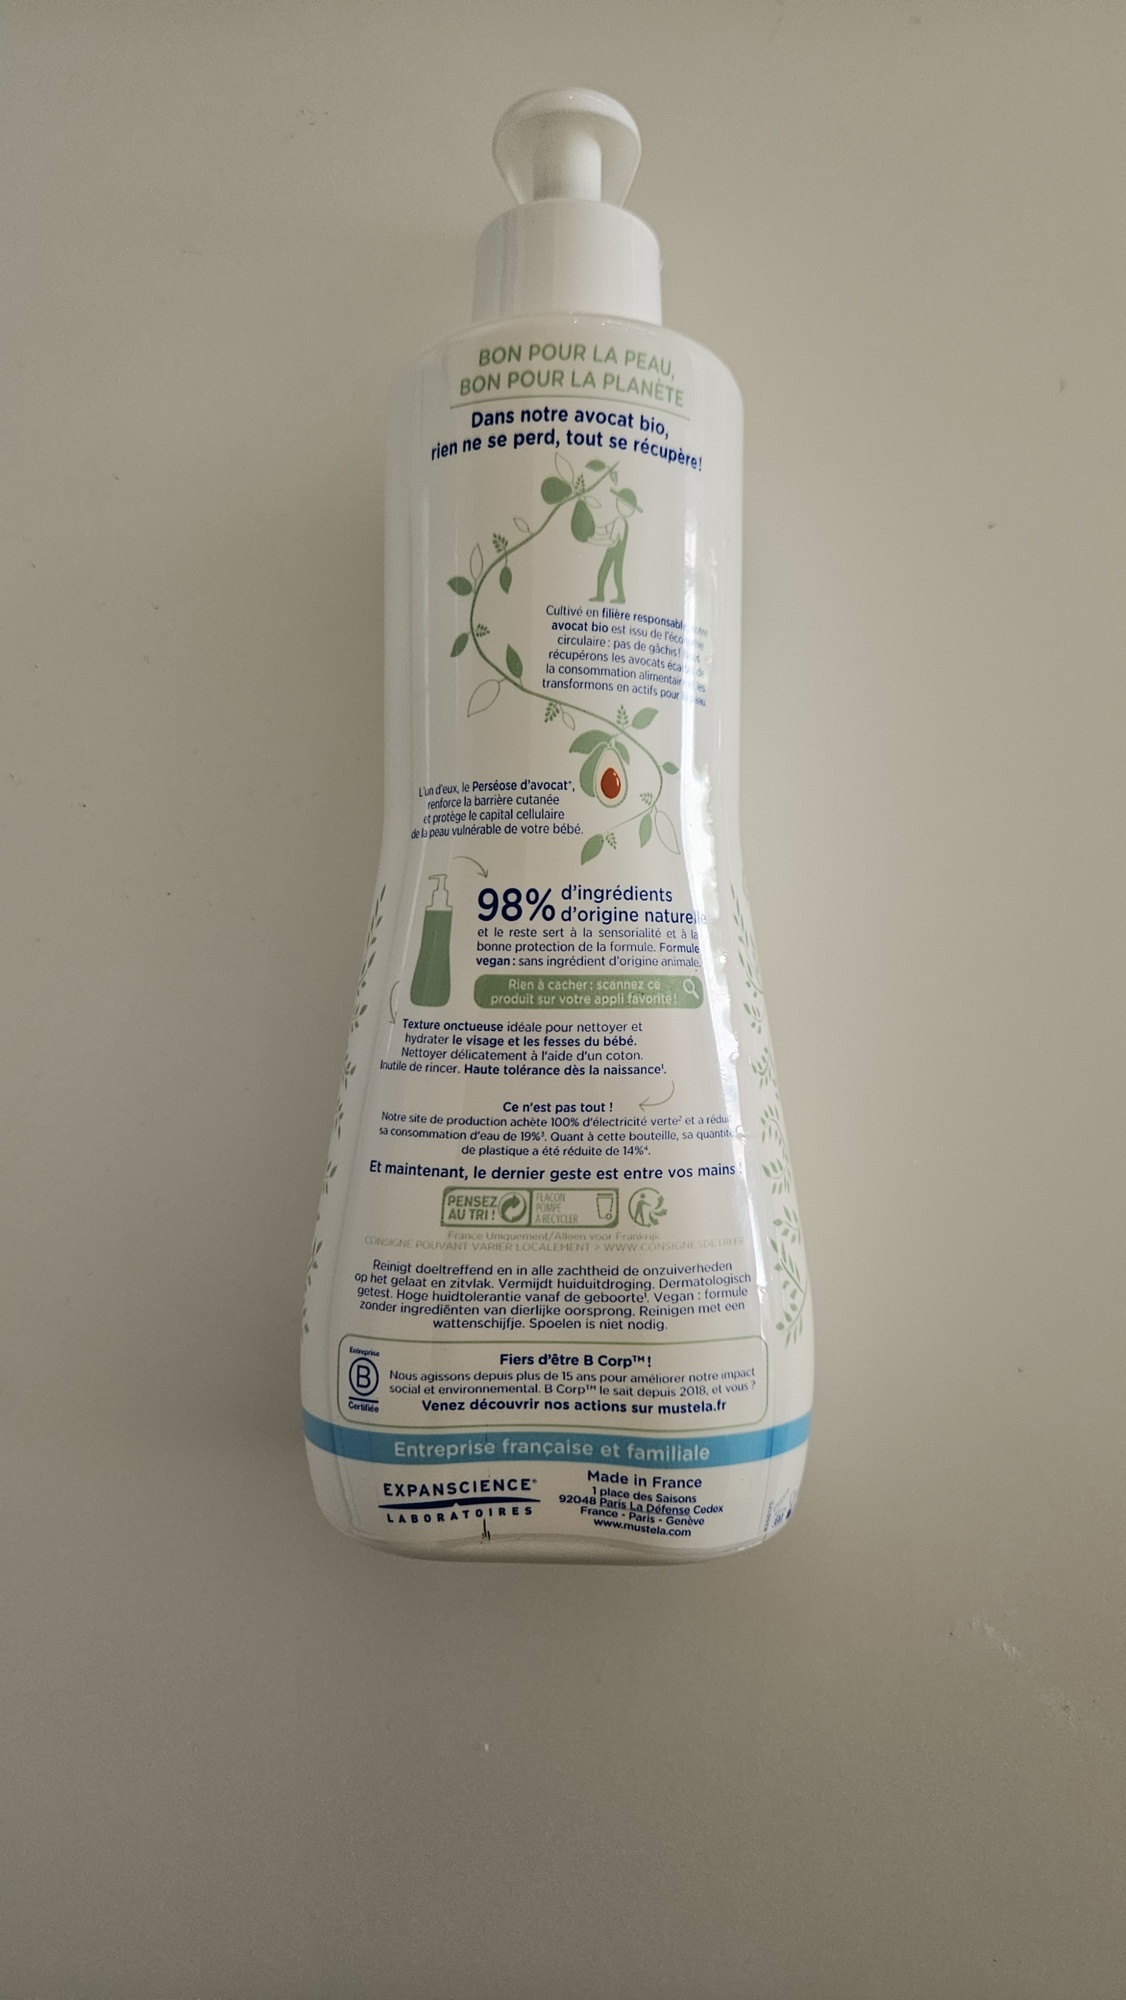 BON POUR LA PEAU,
BON POUR LA PLANÈTE
Dans notre avocat bio,
rien ne se perd, tout se récupère!
Cultivé en filière responsable
avocat bio est issu de l'économie
circulaire : pas de gâchis!
récupérons les avocats écartés de
la consommation alimentaire
transformons en actifs pour peau
L'un d'eux, le Perséose d'avocat®,
renforce la barrière cutanée
et protège le capital cellulaire
de la peau vulnérable de votre bébé.
98% d'ingrédients
d'origine naturelle
et le reste sert à la sensorialité et à la
bonne protection de la formule. Formule
vegan : sans ingrédient d'origine animale.
Rien à cacher : scannez ce
produit sur votre appli favorite !
Texture onctueuse idéale pour nettoyer et
hydrater le visage et les fesses du bébé.
Nettoyer délicatement à l'aide d'un coton.
Inutile de rincer. Haute tolérance dès la naissance¹.
Ce n'est pas tout !
Notre site de production achète 100% d'électricité verte² et a réduit
sa consommation d'eau de 19%³. Quant à cette bouteille, sa quantité
de plastique a été réduite de 14%⁴.
Et maintenant, le dernier geste est entre vos mains !
PENSEZ
AU TRI !
FLACON
POMPE
À RECYCLER
France Uniquement/Alleen voor Frankrijk
CONSIGNE POUVANT VARIER LOCALEMENT > WWW.CONSIGNESDETRI.FR
Reinigt doeltreffend en in alle zachtheid de onzuiverheden
op het gelaat en zitvlak. Vermijdt huiduitdroging. Dermatologisch
getest. Hoge huidtolerantie vanaf de geboorte¹. Vegan : formule
zonder ingrediënten van dierlijke oorsprong. Reinigen met een
wattenschijfje. Spoelen is niet nodig.
Entreprise
B
Certifiée
Fiers d'être B Corp™ !
Nous agissons depuis plus de 15 ans pour améliorer notre impact
social et environnemental. B Corp™ le sait depuis 2018, et vous ?
Venez découvrir nos actions sur mustela.fr
Entreprise française et familiale
EXPANSCIENCE®
LABORATOIRES
Made in France
1 place des Saisons
92048 Paris La Défense Cedex
France - Paris - Genève
www.mustela.com